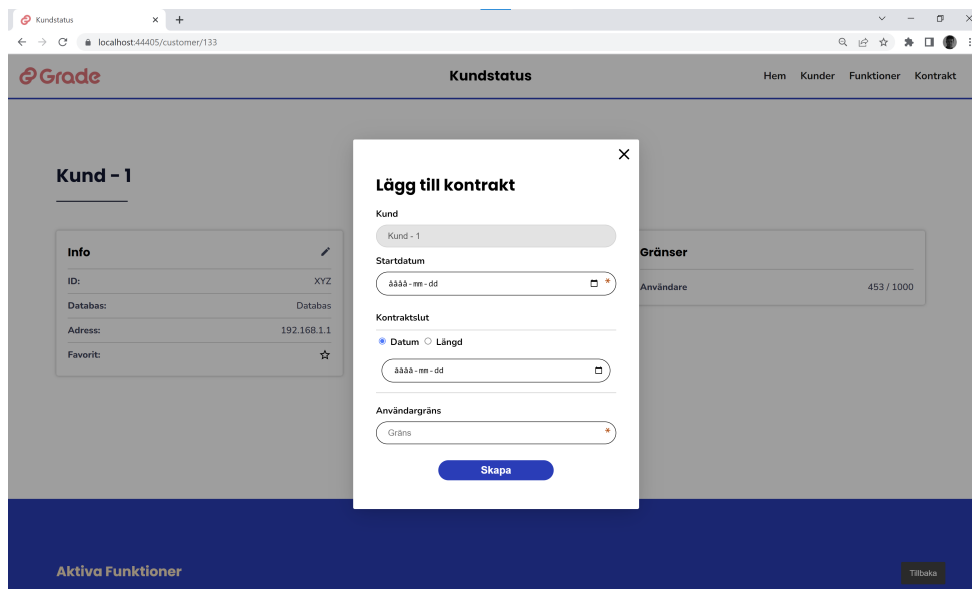 Kundstatus
localhost:44405/customer/133
Grade
Kundstatus
Hem Kunder Funktioner Kontrakt
Kund - 1
Info
ID: XYZ
Databas: Databas
Adress: 192.168.1.1
Favorit:
Lägg till kontrakt
Kund
Kund - 1
Startdatum
åååå-mm-dd *
Kontraktslut
Datum Längd
åååå-mm-dd
Användargräns
Gräns *
Skapa
Gränser
Användare 453 / 1000
Aktiva Funktioner
Tillbaka